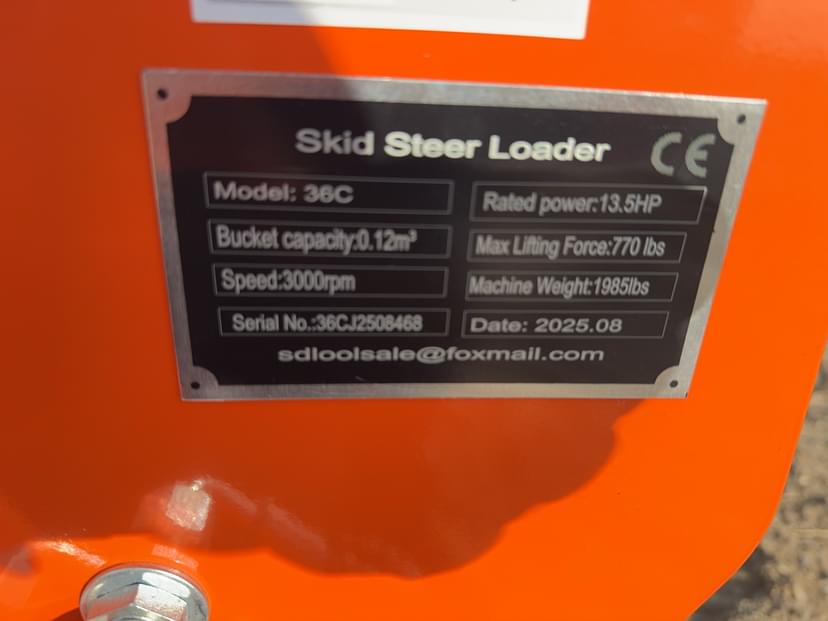 Skid Steer Loader CE
Model: 36C
Rated power:13.5HP
Bucket capacity:0.12m³
Max Lifting Force:770 lbs
Speed:3000rpm
Machine Weight:1985lbs
Serial No.:36CJ2508468
Date: 2025.08
sdloolsale@foxmail.com